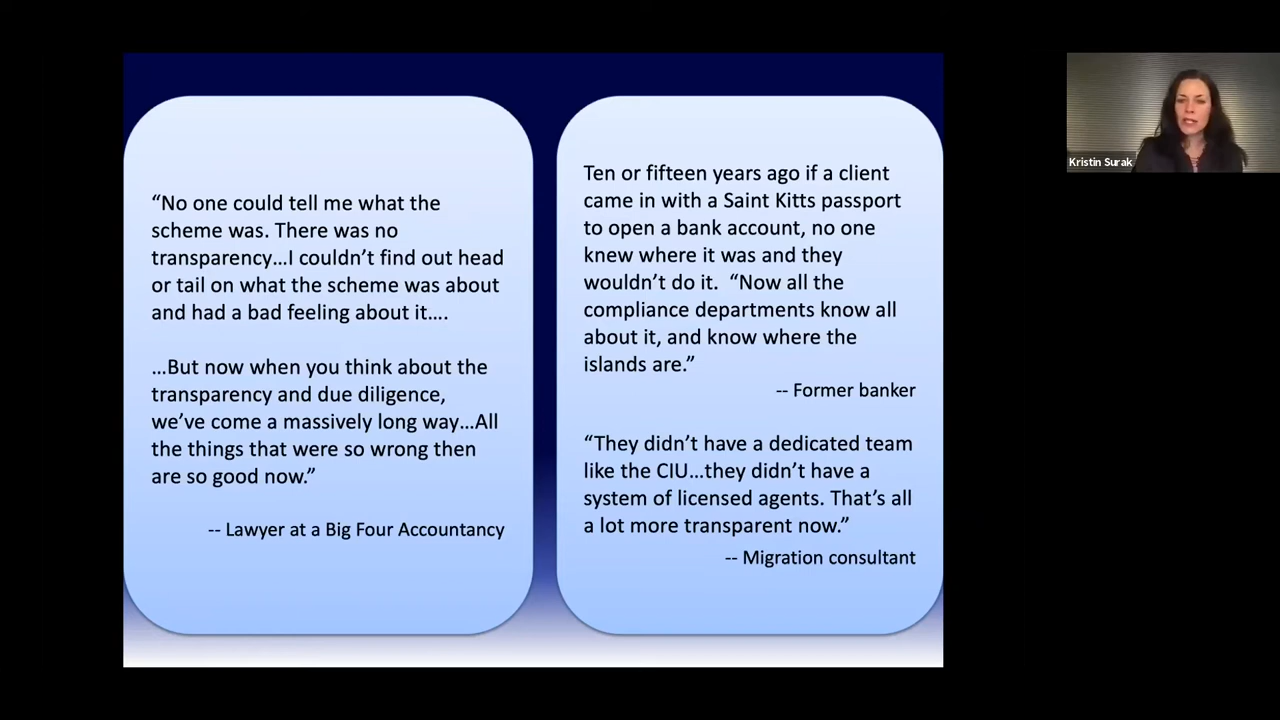 “No one could tell me what the
scheme was. There was no
transparency…I couldn’t find out head
or tail on what the scheme was about
and had a bad feeling about it….
…But now when you think about the
transparency and due diligence,
we’ve come a massively long way…All
the things that were so wrong then
are so good now.”
-- Lawyer at a Big Four Accountancy
Ten or fifteen years ago if a client
came in with a Saint Kitts passport
to open a bank account, no one
knew where it was and they
wouldn’t do it.  “Now all the
compliance departments know all
about it, and know where the
islands are.”
-- Former banker
“They didn’t have a dedicated team
like the CIU…they didn’t have a
system of licensed agents. That’s all
a lot more transparent now.”
-- Migration consultant
Kristin Surak